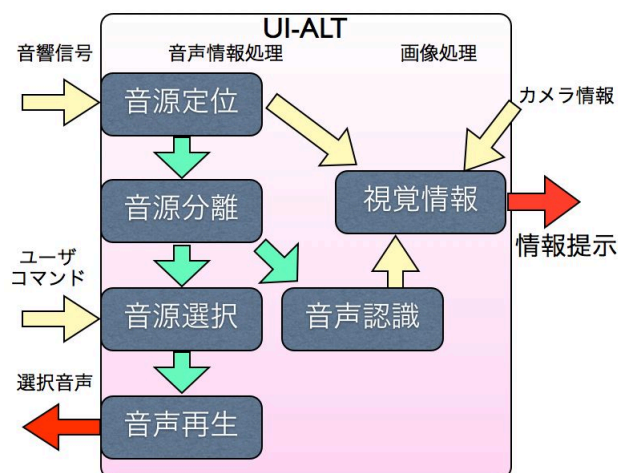 UI-ALT
音響信号
音声情報処理
画像処理
音源定位
カメラ情報
音源分離
視覚情報
ユーザ
コマンド
情報提示
音源選択
音声認識
選択音声
音声再生